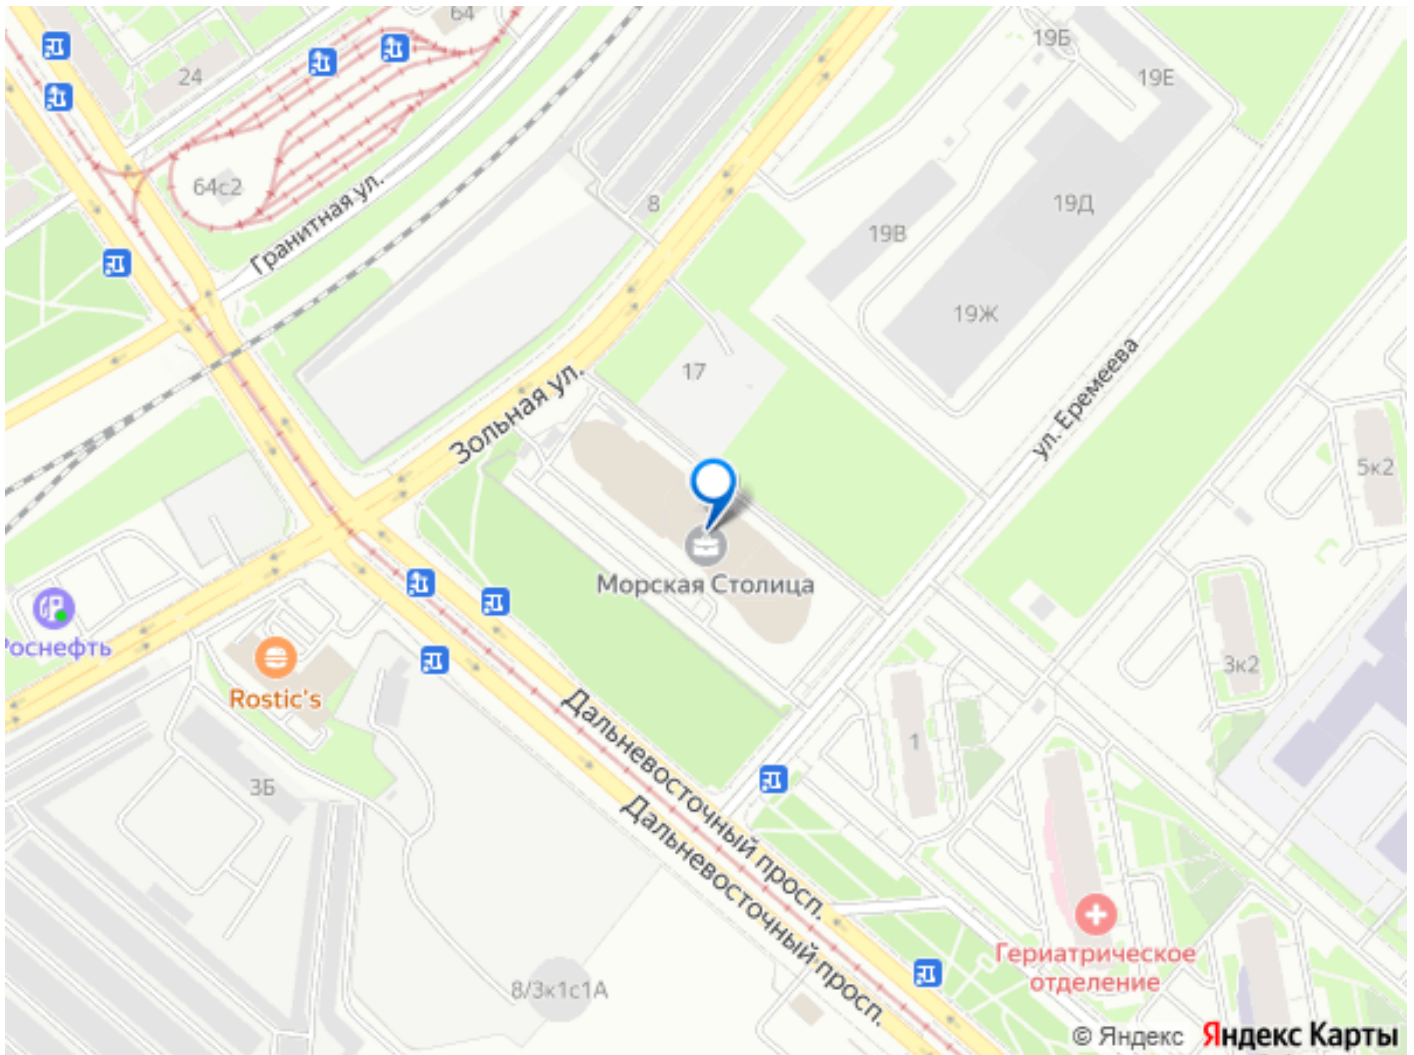 64
19Б
24
19Е
64с2
8
19Д
Гранитная ул.
19В
19Ж
17
ул. Еремеева
Зольная ул.
5к2
Морская Столица
Роснефть
3к2
Rostic's
1
Дальневосточный просп.
3Б
Дальневосточный просп.
Гериатрическое
отделение
8/3к1с1А
© Яндекс Яндекс Карты